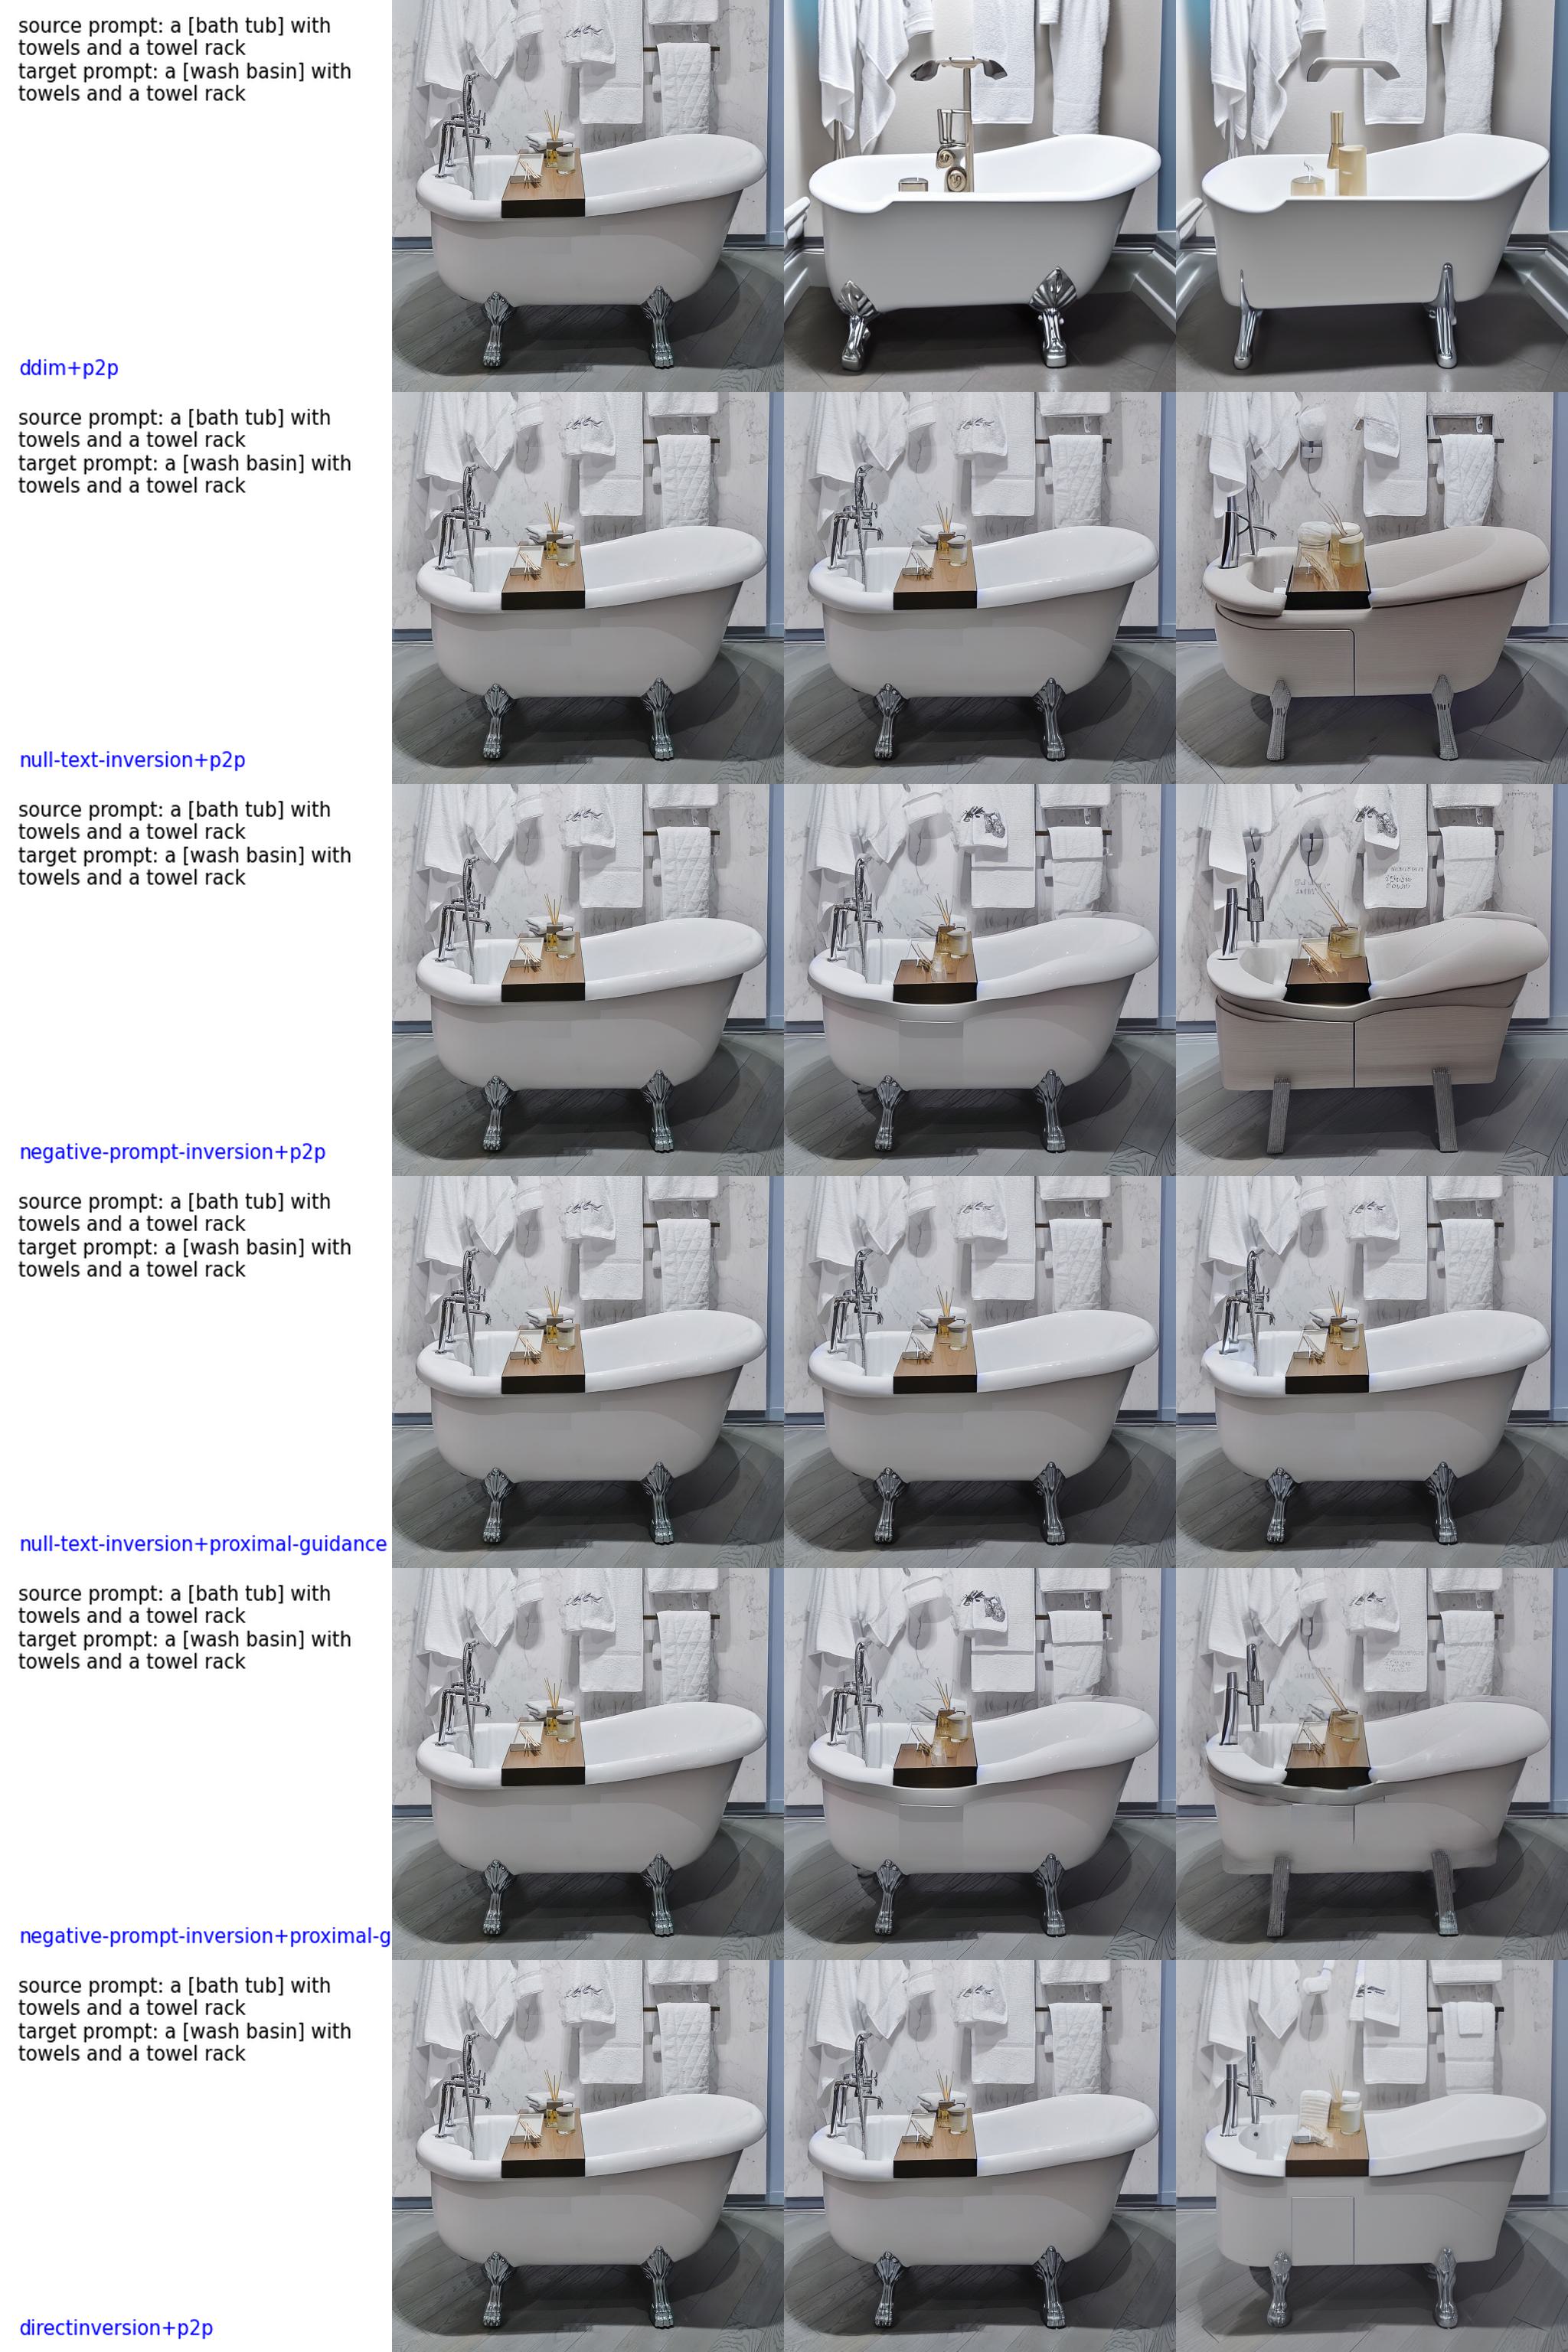 source prompt: a [bath tub] with
towels and a towel rack
target prompt: a [wash basin] with
towels and a towel rack
ddim+p2p
source prompt: a [bath tub] with
towels and a towel rack
target prompt: a [wash basin] with
towels and a towel rack
null-text-inversion+p2p
source prompt: a [bath tub] with
towels and a towel rack
target prompt: a [wash basin] with
towels and a towel rack
negative-prompt-inversion+p2p
source prompt: a [bath tub] with
towels and a towel rack
target prompt: a [wash basin] with
towels and a towel rack
null-text-inversion+proximal-guidance
source prompt: a [bath tub] with
towels and a towel rack
target prompt: a [wash basin] with
towels and a towel rack
negative-prompt-inversion+proximal-g
source prompt: a [bath tub] with
towels and a towel rack
target prompt: a [wash basin] with
towels and a towel rack
directinversion+p2p